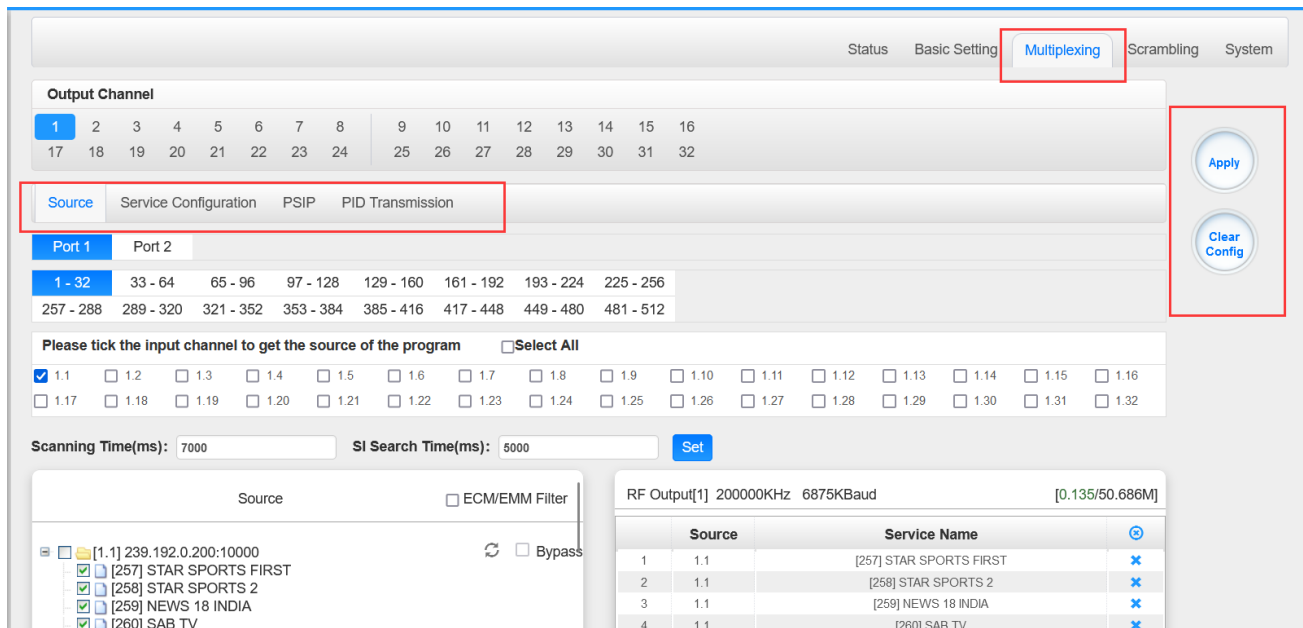 Status Basic Setting Multiplexing Scrambling System
Output Channel
1 2 3 4 5 6 7 8 9 10 11 12 13 14 15 16
17 18 19 20 21 22 23 24 25 26 27 28 29 30 31 32
Apply
Source Service Configuration PSIP PID Transmission
Clear
Config
Port 1 Port 2
1 - 32 33 - 64 65 - 96 97 - 128 129 - 160 161 - 192 193 - 224 225 - 256
257 - 288 289 - 320 321 - 352 353 - 384 385 - 416 417 - 448 449 - 480 481 - 512
Please tick the input channel to get the source of the program Select All
1.1 1.2 1.3 1.4 1.5 1.6 1.7 1.8 1.9 1.10 1.11 1.12 1.13 1.14 1.15 1.16
1.17 1.18 1.19 1.20 1.21 1.22 1.23 1.24 1.25 1.26 1.27 1.28 1.29 1.30 1.31 1.32
Scanning Time(ms): 7000 SI Search Time(ms): 5000 Set
Source ECM/EMM Filter
[1.1] 239.192.0.200:10000 Bypass
[257] STAR SPORTS FIRST
[258] STAR SPORTS 2
[259] NEWS 18 INDIA
[260] SAB TV
RF Output[1] 200000KHz 6875KBaud [0.135/50.686M]
Source Service Name
1 1.1 [257] STAR SPORTS FIRST
2 1.1 [258] STAR SPORTS 2
3 1.1 [259] NEWS 18 INDIA
4 1.1 [260] SAB TV